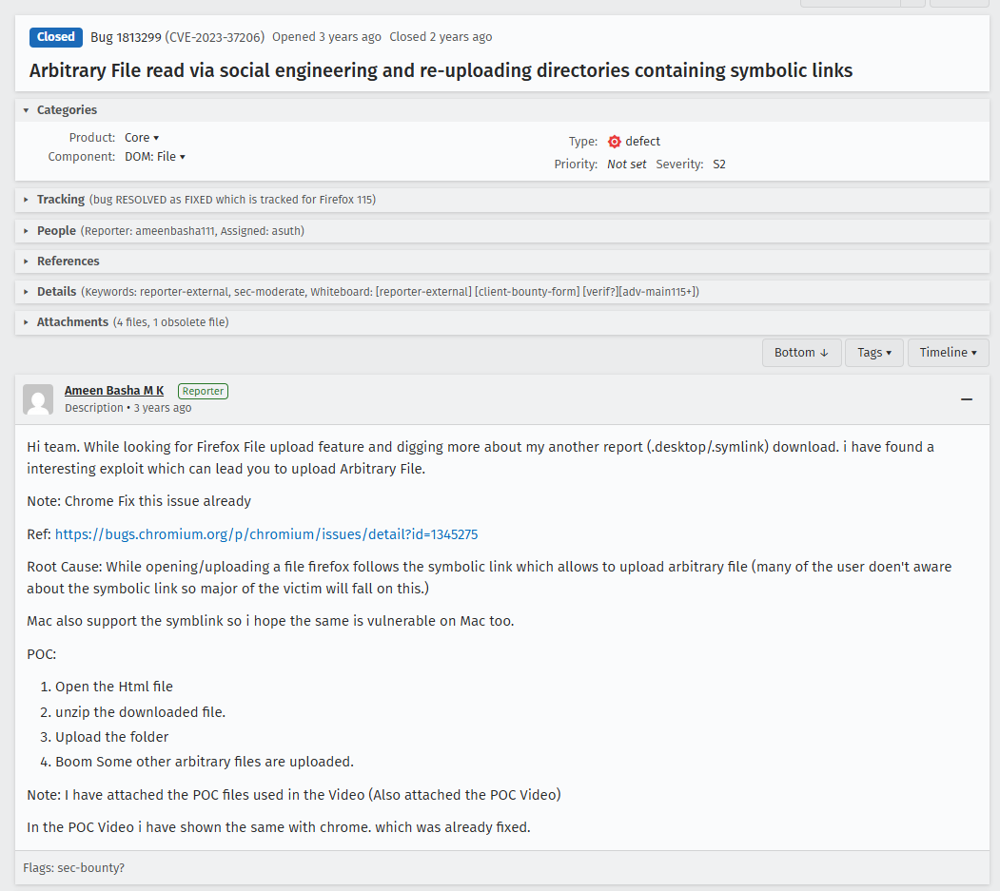 Closed Bug 1813299 (CVE-2023-37206) Opened 3 years ago Closed 2 years ago
Arbitrary File read via social engineering and re-uploading directories containing symbolic links
Categories
Product: Core
Type: defect
Component: DOM: File
Priority: Not set Severity: S2
Tracking (bug RESOLVED as FIXED which is tracked for Firefox 115)
People (Reporter: ameenbasha111, Assigned: asuth)
References
Details (Keywords: reporter-external, sec-moderate, Whiteboard: [reporter-external] [client-bounty-form] [verif?][adv-main115+])
Attachments (4 files, 1 obsolete file)
Bottom ↓ Tags ▾ Timeline ▾
Ameen Basha M K Reporter
Description • 3 years ago
Hi team. While looking for Firefox File upload feature and digging more about my another report (.desktop/.symlink) download. i have found a
interesting exploit which can lead you to upload Arbitrary File.
Note: Chrome Fix this issue already
Ref: https://bugs.chromium.org/p/chromium/issues/detail?id=1345275
Root Cause: While opening/uploading a file firefox follows the symbolic link which allows to upload arbitrary file (many of the user doen't aware
about the symbolic link so major of the victim will fall on this.)
Mac also support the symblink so i hope the same is vulnerable on Mac too.
POC:
1. Open the Html file
2. unzip the downloaded file.
3. Upload the folder
4. Boom Some other arbitrary files are uploaded.
Note: I have attached the POC files used in the Video (Also attached the POC Video)
In the POC Video i have shown the same with chrome. which was already fixed.
Flags: sec-bounty?